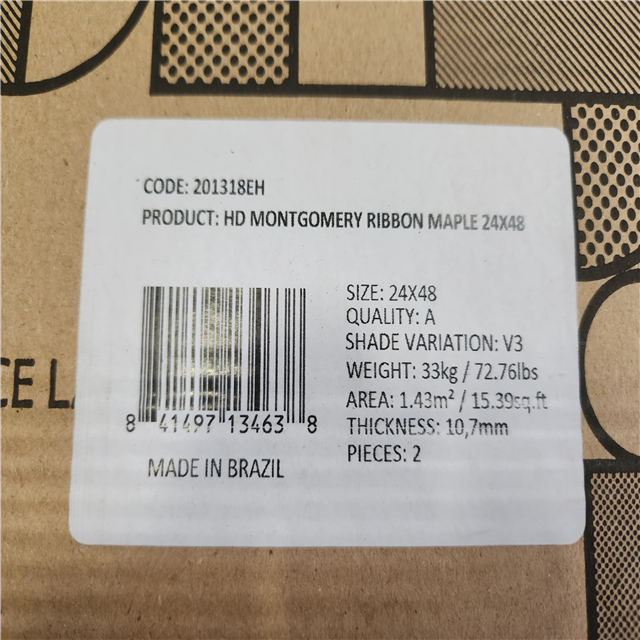 CODE: 201318EH
PRODUCT: HD MONTGOMERY RIBBON MAPLE 24X48
SIZE: 24X48
QUALITY: A
SHADE VARIATION: V3
WEIGHT: 33kg / 72.76lbs
AREA: 1.43m² / 15.39sq.ft
THICKNESS: 10,7mm
PIECES: 2
8 41497 13463 8
MADE IN BRAZIL
CE